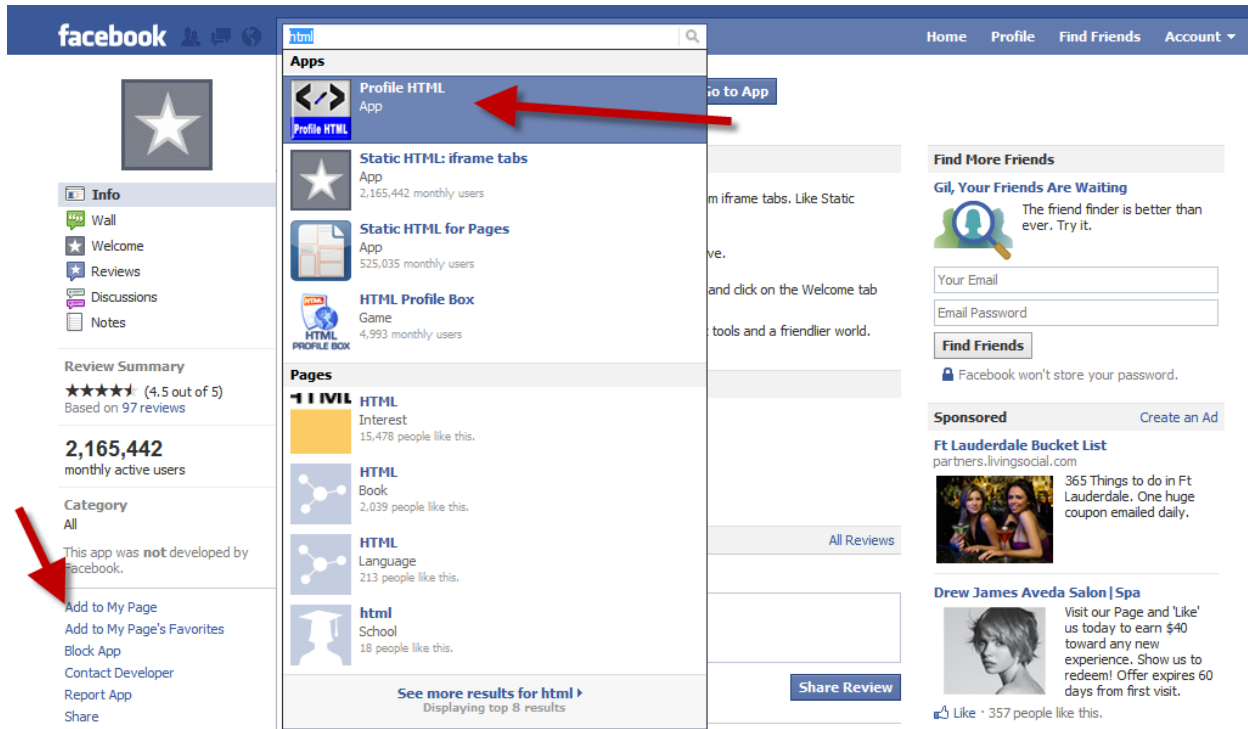 facebook
html
Home Profile Find Friends Account
Apps
Profile HTML
App
Profile HTML
Static HTML: iframe tabs
App
2,165,442 monthly users
Static HTML for Pages
App
525,035 monthly users
HTML Profile Box
Game
4,993 monthly users
HTML
HTML
PROFILE BOX
Pages
HTML
HTML
Interest
15,478 people like this.
HTML
Book
2,039 people like this.
HTML
Language
213 people like this.
html
School
18 people like this.
See more results for html
Displaying top 8 results
Info
Wall
Welcome
Reviews
Discussions
Notes
Review Summary
(4.5 out of 5)
Based on 97 reviews
2,165,442
monthly active users
Category
All
This app was not developed by
Facebook.
Add to My Page
Add to My Page's Favorites
Block App
Contact Developer
Report App
Share
Go to App
m iframe tabs. Like Static
ve.
and click on the Welcome tab
tools and a friendlier world.
All Reviews
Share Review
Find More Friends
Gil, Your Friends Are Waiting
The friend finder is better than
ever. Try it.
Your Email
Email Password
Find Friends
Facebook won't store your password.
Sponsored Create an Ad
Ft Lauderdale Bucket List
partners.livingsocial.com
365 Things to do in Ft
Lauderdale. One huge
coupon emailed daily.
Drew James Aveda Salon|Spa
Visit our Page and 'Like'
us today to earn $40
toward any new
experience. Show us to
redeem! Offer expires 60
days from first visit.
Like · 357 people like this.